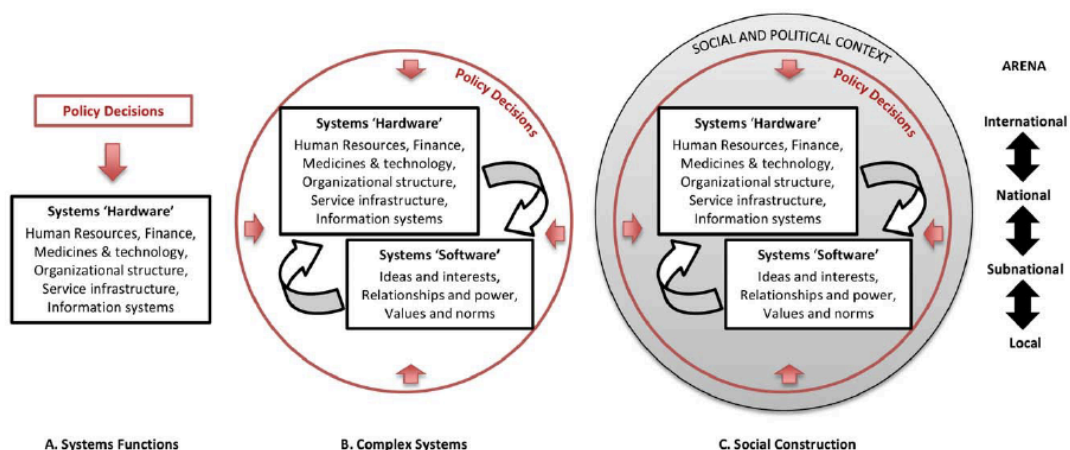 Policy Decisions
Systems 'Hardware'
Human Resources, Finance,
Medicines & technology,
Organizational structure,
Service infrastructure,
Information systems
A. Systems Functions
Policy Decisions
Systems 'Hardware'
Human Resources, Finance,
Medicines & technology,
Organizational structure,
Service infrastructure,
Information systems
Systems 'Software'
Ideas and interests,
Relationships and power,
Values and norms
B. Complex Systems
SOCIAL AND POLITICAL CONTEXT
Policy Decisions
Systems 'Hardware'
Human Resources, Finance,
Medicines & technology,
Organizational structure,
Service infrastructure,
Information systems
Systems 'Software'
Ideas and interests,
Relationships and power,
Values and norms
C. Social Construction
ARENA
International
National
Subnational
Local